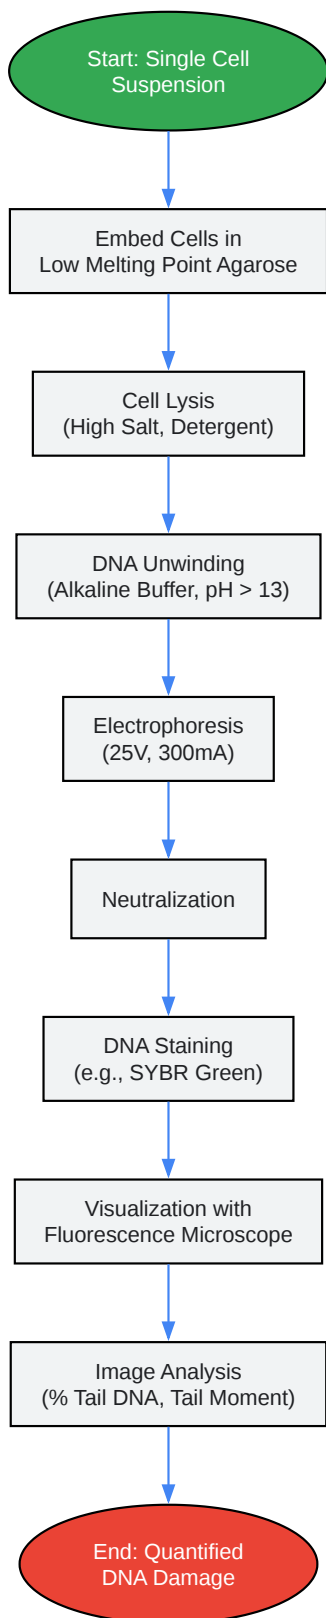 Start: Single Cell
Suspension
Embed Cells in
Low Melting Point Agarose
Cell Lysis
(High Salt, Detergent)
DNA Unwinding
(Alkaline Buffer, pH > 13)
Electrophoresis
(25V, 300mA)
Neutralization
DNA Staining
(e.g., SYBR Green)
Visualization with
Fluorescence Microscope
Image Analysis
(% Tail DNA, Tail Moment)
End: Quantified
DNA Damage